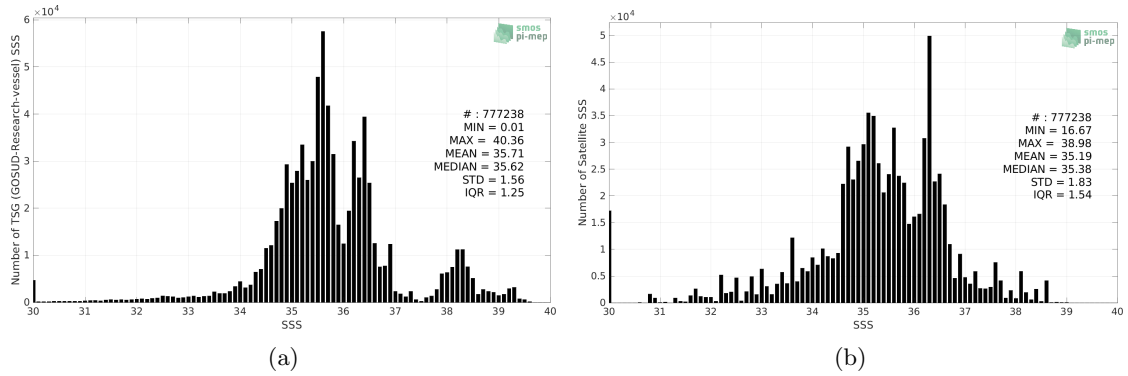 ×10⁴
6
5
4
3
2
1
0
Number of TSG (GOSUD-Research-vessel) SSS
30 31 32 33 34 35 36 37 38 39 40
SSS
smos
pi-mep
# : 777238
MIN = 0.01
MAX = 40.36
MEAN = 35.71
MEDIAN = 35.62
STD = 1.56
IQR = 1.25
(a)
×10⁴
5
4.5
4
3.5
3
2.5
2
1.5
1
0.5
0
Number of Satellite SSS
30 31 32 33 34 35 36 37 38 39 40
SSS
smos
pi-mep
# : 777238
MIN = 16.67
MAX = 38.98
MEAN = 35.19
MEDIAN = 35.38
STD = 1.83
IQR = 1.54
(b)